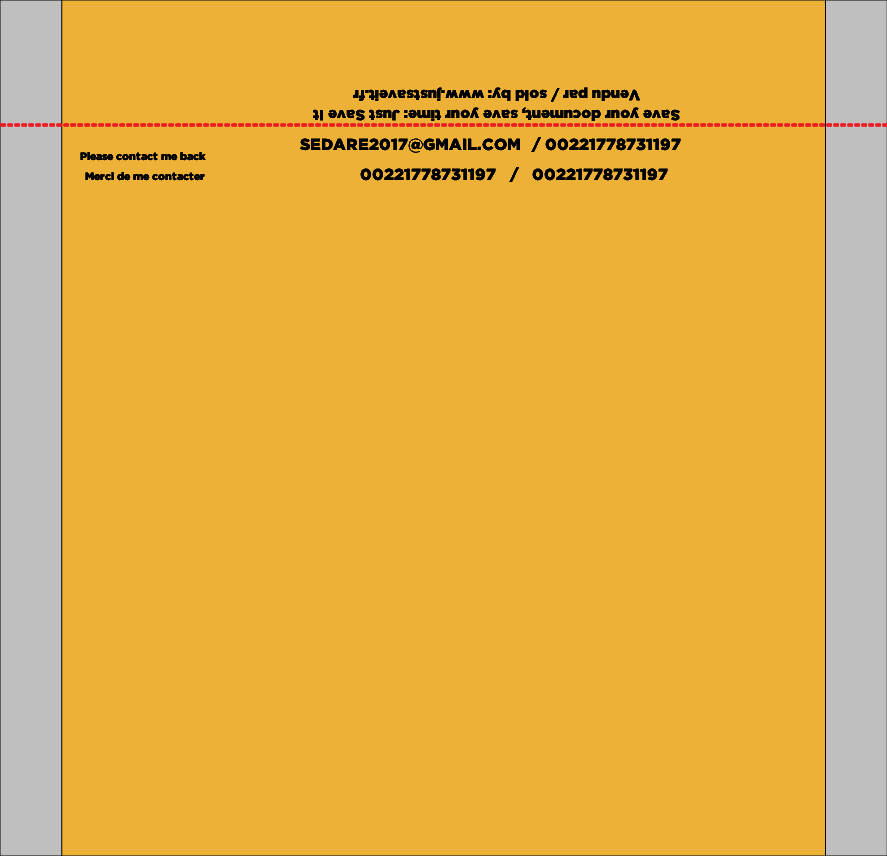 Vendu par / sold by: www.justsaveit.fr
Save your document, save your time: Just Save It
SEDARE2017@GMAIL.COM / 00221778731197
Please contact me back
00221778731197 / 00221778731197
Merci de me contacter